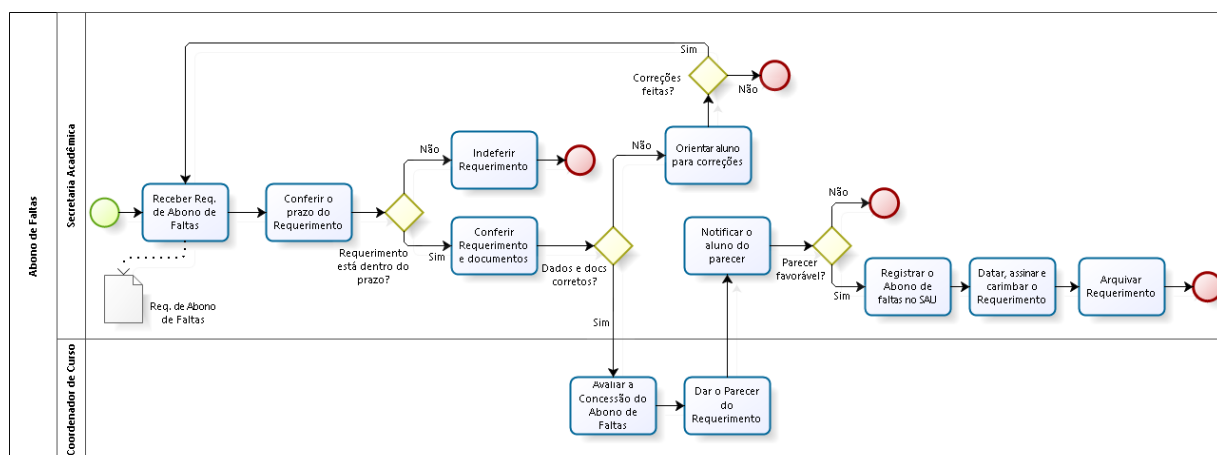 Abono de Faltas
Secretaria Acadêmica
Sim
Correções
feitas?
Não
Não
Indeferir
Requerimento
Não
Orientar aluno
para correções
Receber Req.
de Abono de
Faltas
Conferir o
prazo do
Requerimento
Requerimento
está dentro do
prazo?
Sim
Conferir
Requerimento
e documentos
Dados e docs
corretos?
Notificar o
aluno do
parecer
Não
Parecer
favorável?
Sim
Registrar o
Abono de
faltas no SAU
Datar, assinar e
carimbar o
Requerimento
Arquivar
Requerimento
Req. de Abono
de Faltas
Sim
Coordenador de Curso
Avaliar a
Concessão do
Abono de
Faltas
Dar o Parecer
do
Requerimento